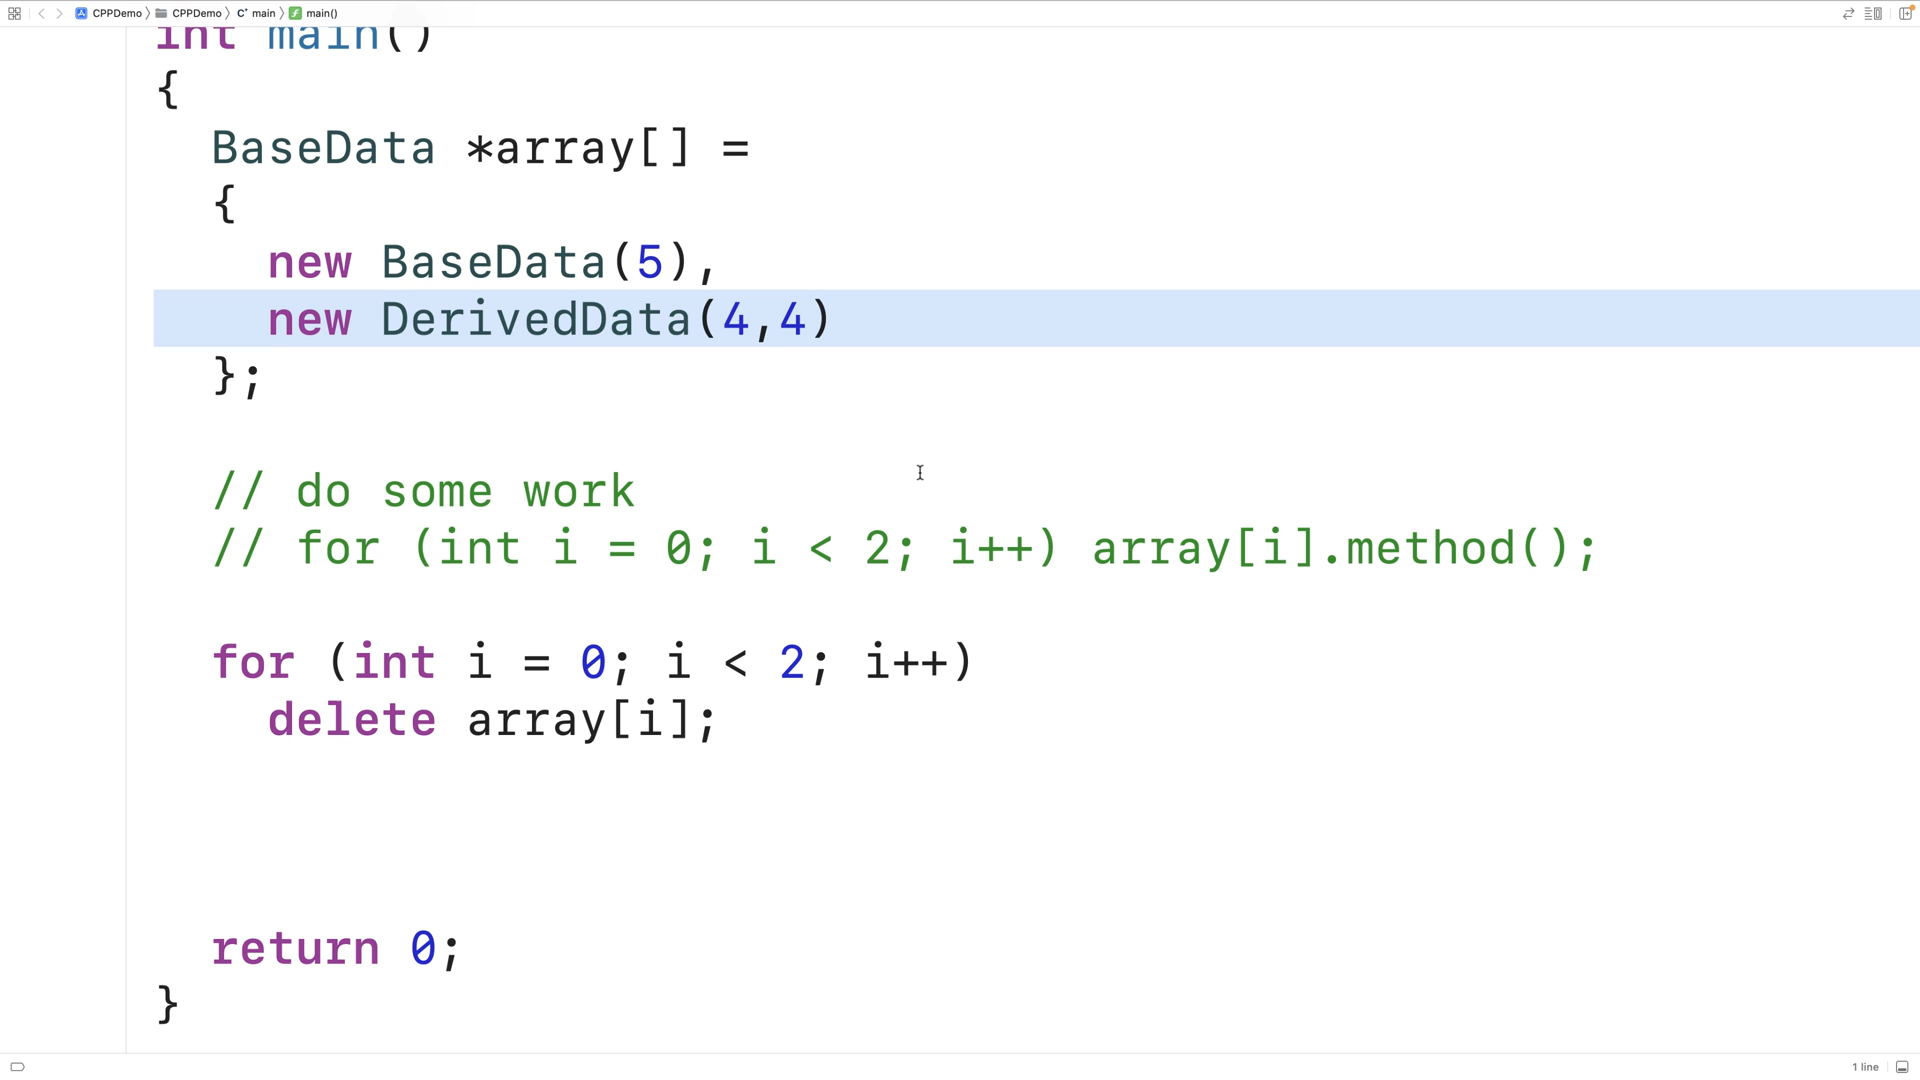 CPPDemo CPPDemo C+ main f main()
int main()
{
BaseData *array[] =
{
new BaseData(5),
new DerivedData(4,4)
};
// do some work
// for (int i = 0; i < 2; i++) array[i].method();
for (int i = 0; i < 2; i++)
delete array[i];
return 0;
}
1 line